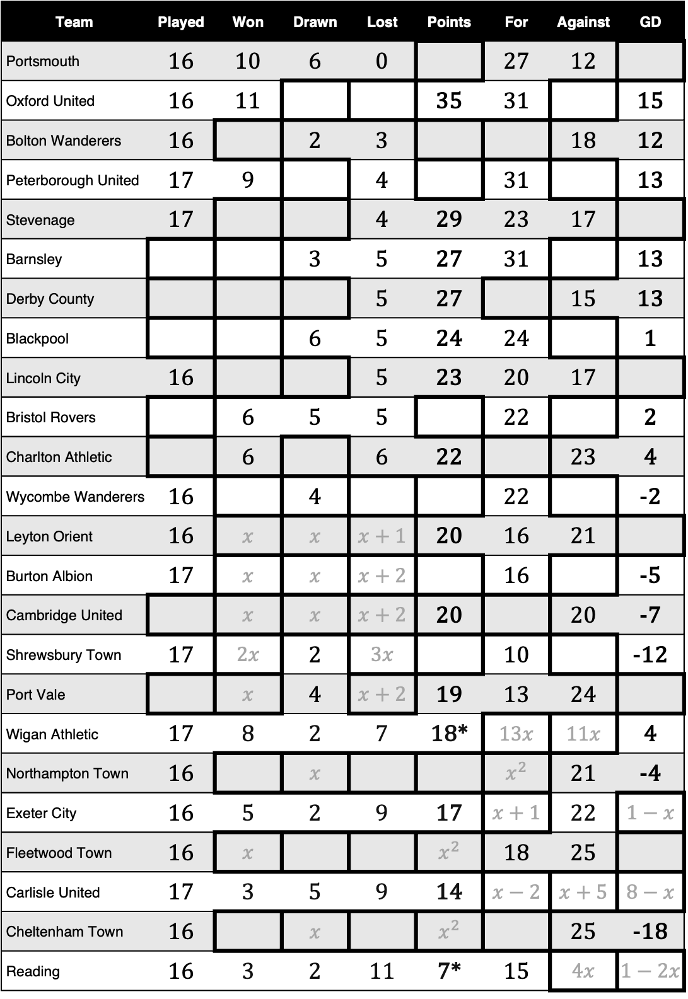 Team Played Won Drawn Lost Points For Against GD
Portsmouth 16 10 6 0 27 12
Oxford United 16 11 35 31 15
Bolton Wanderers 16 2 3 18 12
Peterborough United 17 9 4 31 13
Stevenage 17 4 29 23 17
Barnsley 3 5 27 31 13
Derby County 5 27 15 13
Blackpool 6 5 24 24 1
Lincoln City 16 5 23 20 17
Bristol Rovers 6 5 5 22 2
Charlton Athletic 6 6 22 23 4
Wycombe Wanderers 16 4 22 -2
Leyton Orient 16 x x x + 1 20 16 21
Burton Albion 17 x x x + 2 16 -5
Cambridge United x x x + 2 20 20 -7
Shrewsbury Town 17 2x 2 3x 10 -12
Port Vale x 4 x + 2 19 13 24
Wigan Athletic 17 8 2 7 18* 13x 11x 4
Northampton Town 16 x x² 21 -4
Exeter City 16 5 2 9 17 x + 1 22 1 − x
Fleetwood Town 16 x x² 18 25
Carlisle United 17 3 5 9 14 x − 2 x + 5 8 − x
Cheltenham Town 16 x x² 25 -18
Reading 16 3 2 11 7* 15 4x 1 − 2x